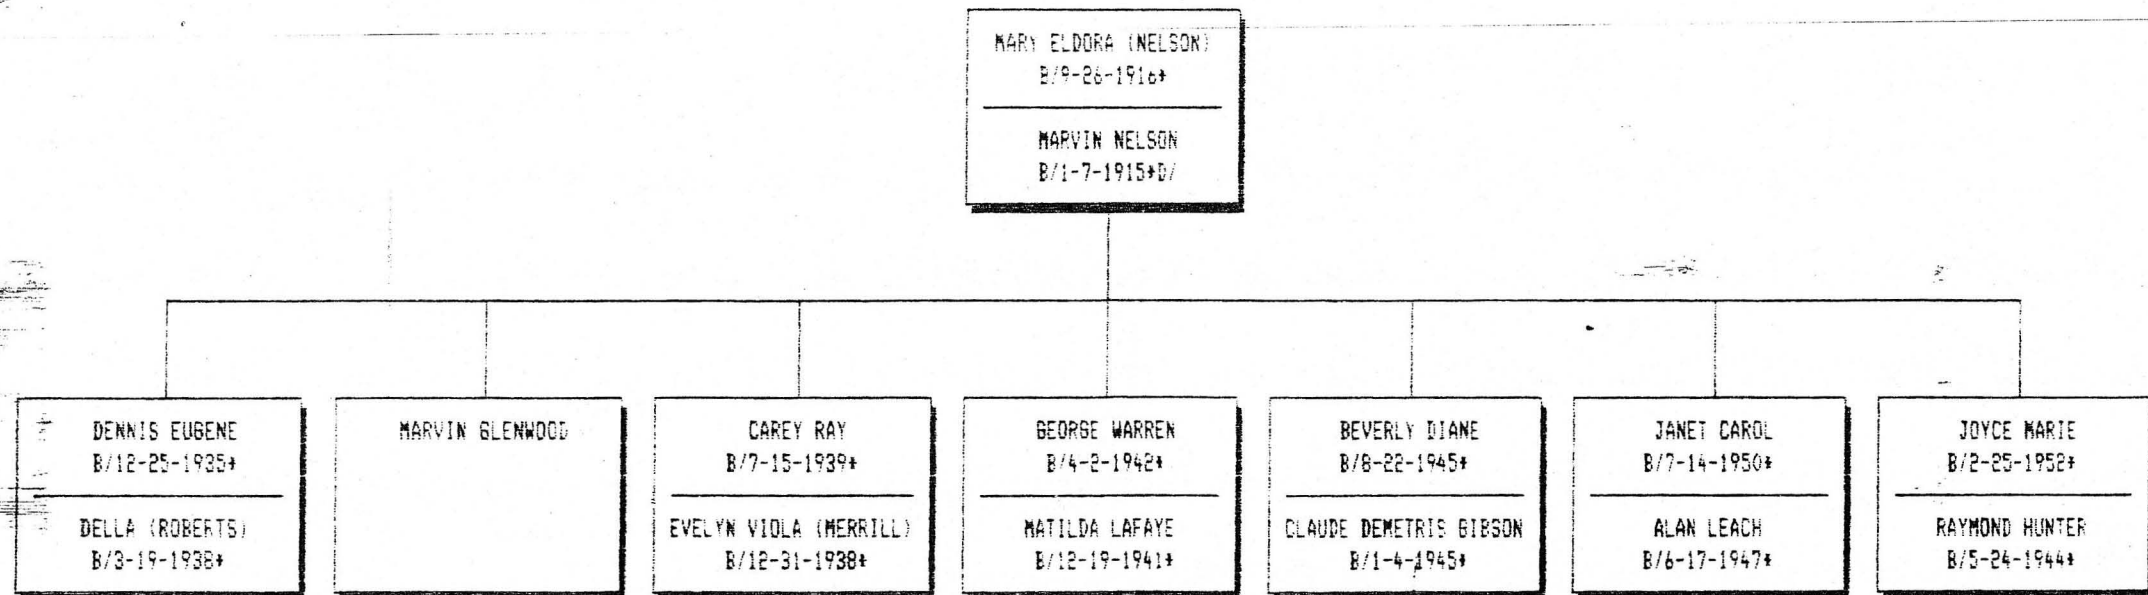 MARY ELDORA (NELSON)
B/9-26-1916*
MARVIN NELSON
B/1-7-1915*D/
DENNIS EUGENE
B/12-25-1935*
DELLA (ROBERTS)
B/3-19-1938*
MARVIN GLENWOOD
CAREY RAY
B/7-15-1939*
EVELYN VIOLA (MERRILL)
B/12-31-1938*
GEORGE WARREN
B/4-2-1942*
MATILDA LAFAYE
B/12-19-1941*
BEVERLY DIANE
B/8-22-1945*
CLAUDE DEMETRIS GIBSON
B/1-4-1945*
JANET CAROL
B/7-14-1950*
ALAN LEACH
B/6-17-1947*
JOYCE MARIE
B/2-25-1952*
RAYMOND HUNTER
B/5-24-1944*